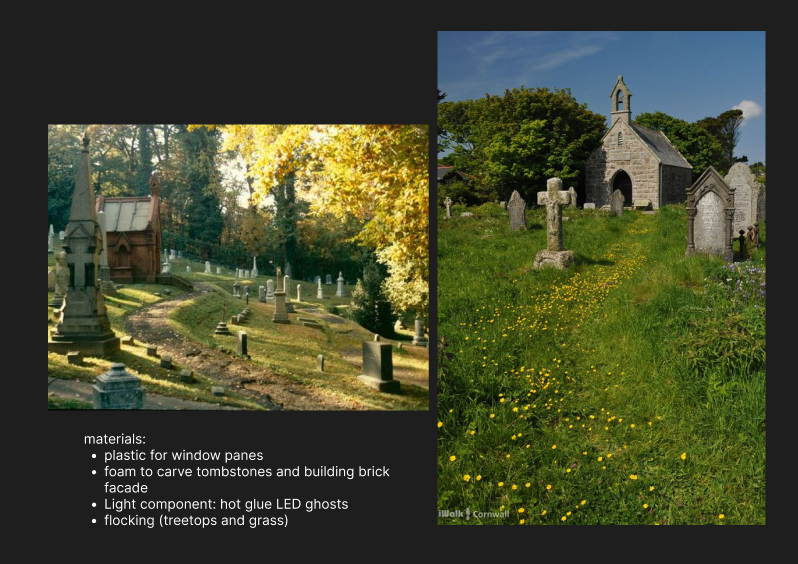 materials:
• plastic for window panes
• foam to carve tombstones and building brick
facade
• Light component: hot glue LED ghosts
• flocking (treetops and grass)
iWalk Cornwall